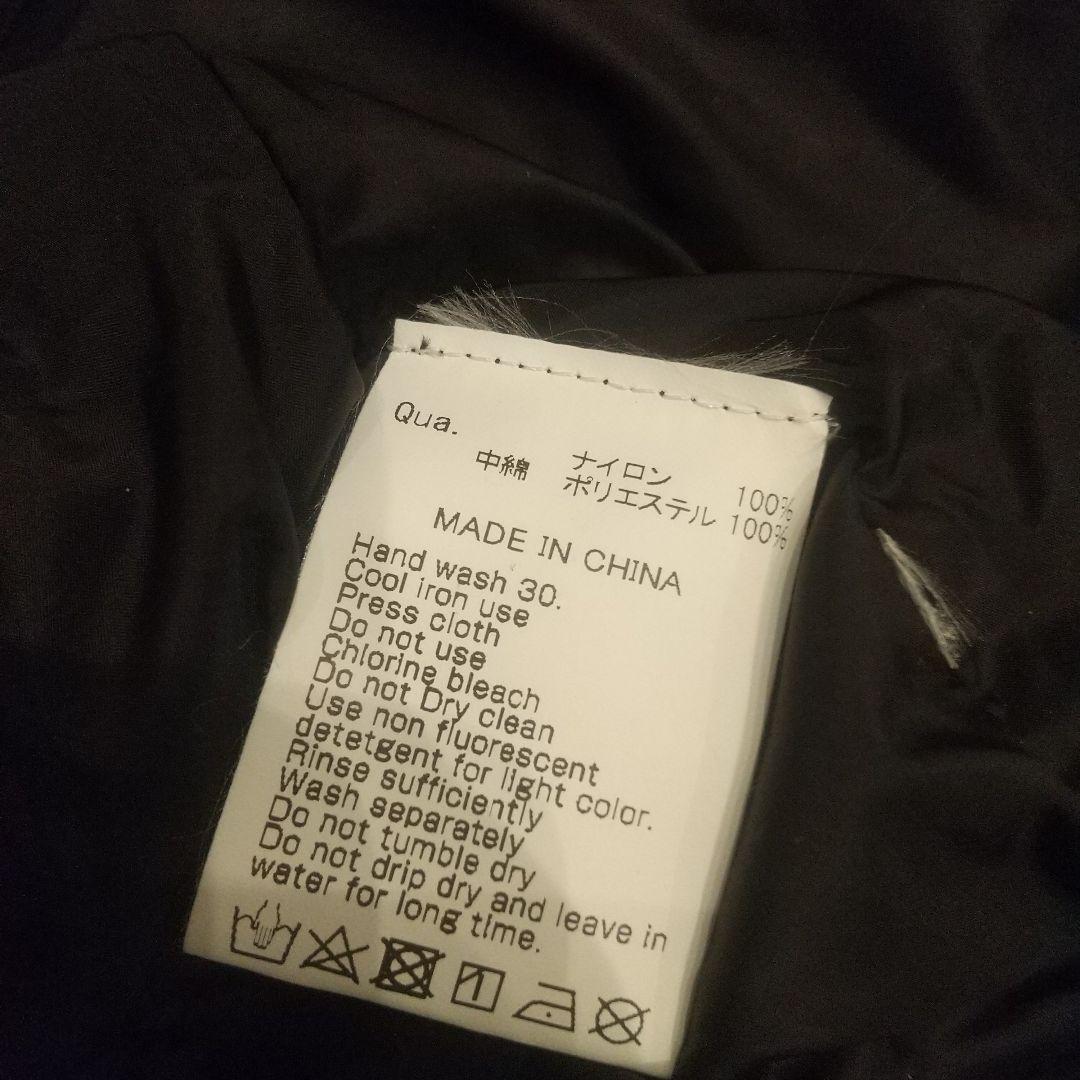 Qua.
ナイロン 100%
中綿 ポリエステル 100%
MADE IN CHINA
Hand wash 30.
Cool iron use
Press cloth
Do not use
Chlorine bleach
Do not Dry clean
Use non fluorescent
detetgent for light color.
Rinse sufficiently
Wash separately
Do not tumble dry
Do not drip dry and leave in
water for long time.